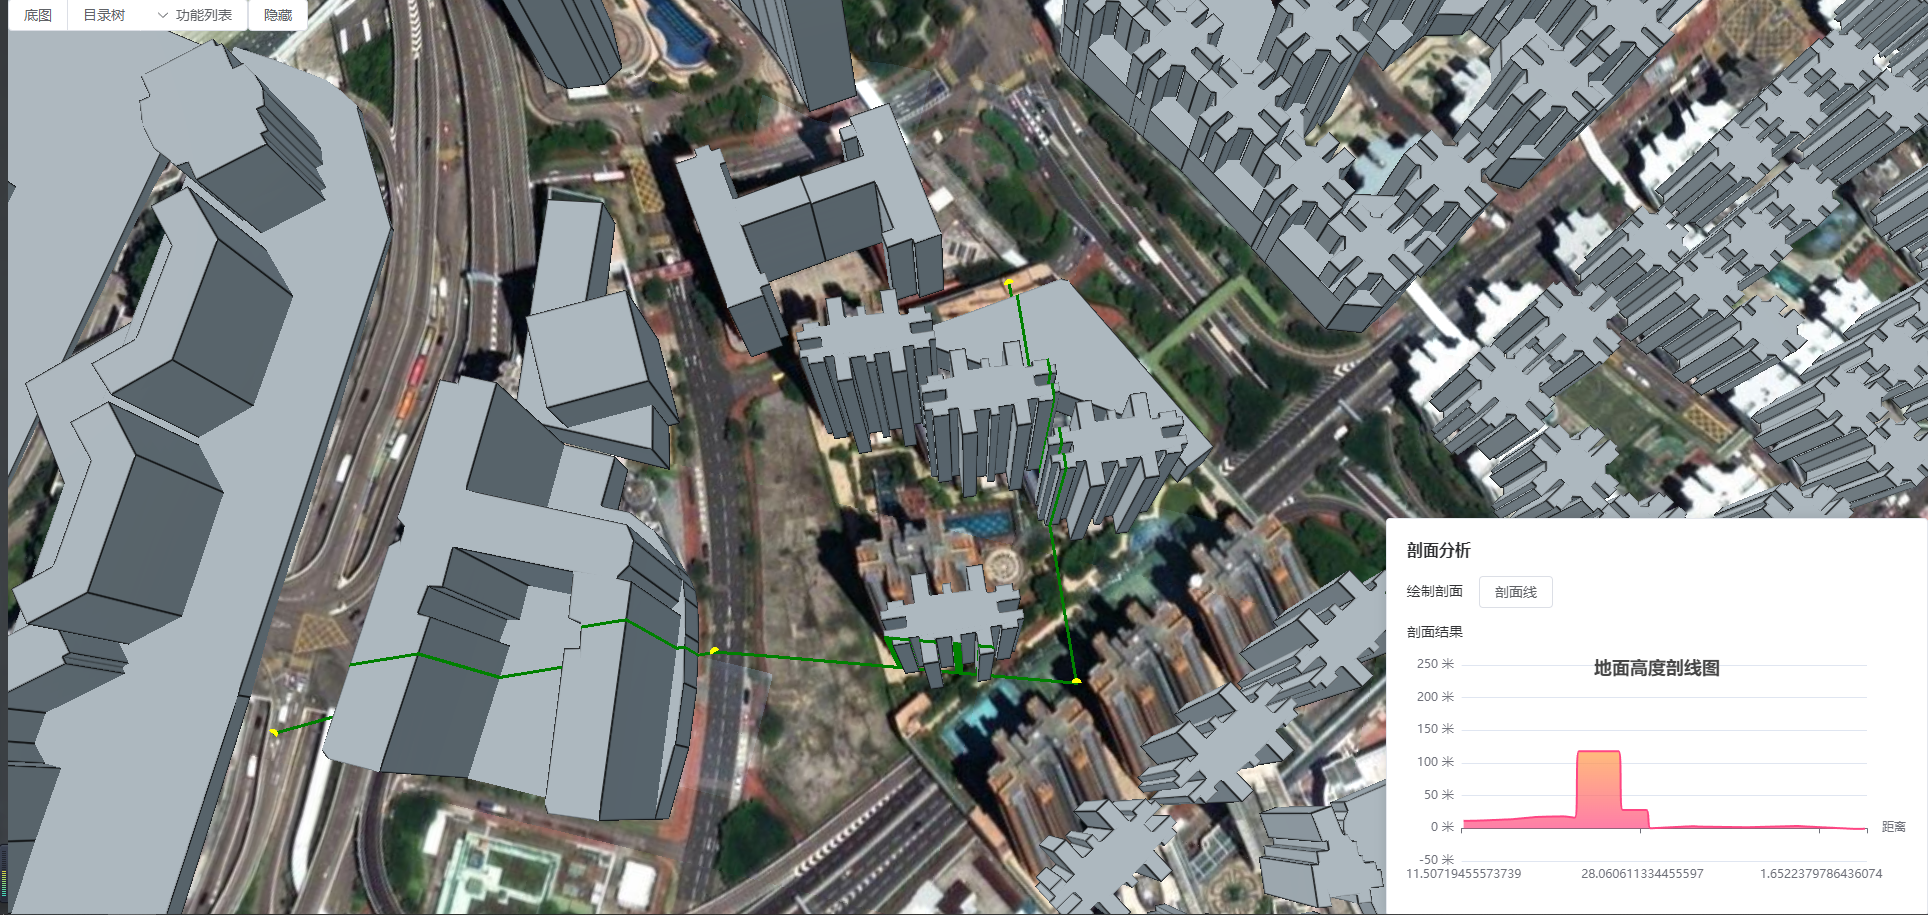 底图 目录树 功能列表 隐藏
剖面分析
绘制剖面 剖面线
剖面结果
地面高度剖线图
250 米
200 米
150 米
100 米
50 米
0 米
-50 米
距离
11.50719455573739 28.060611334455597 1.6522379786436074